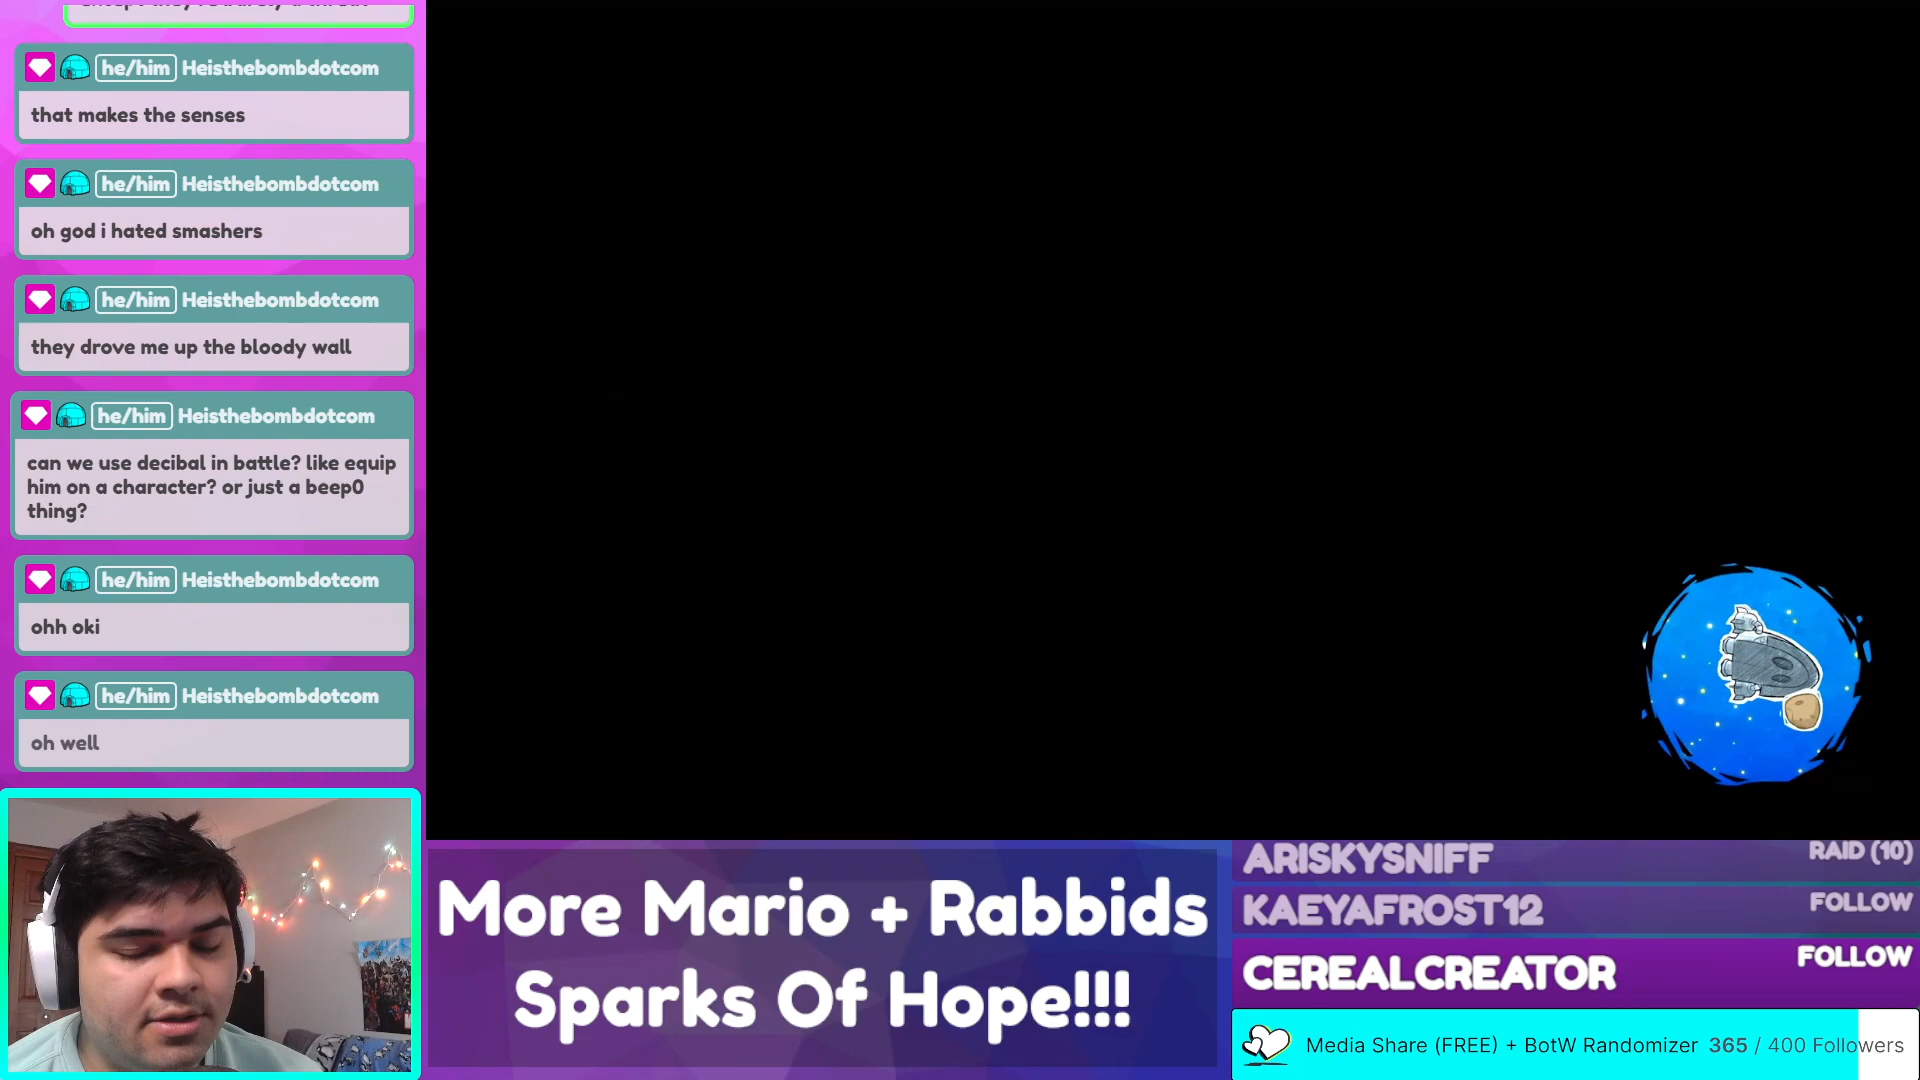 he/him Heisthebombdotcom
that makes the senses
he/him Heisthebombdotcom
oh god i hated smashers
he/him Heisthebombdotcom
they drove me up the bloody wall
he/him Heisthebombdotcom
can we use decibal in battle? like equip
him on a character? or just a beep0
thing?
he/him Heisthebombdotcom
ohh oki
he/him Heisthebombdotcom
oh well
More Mario + Rabbids
Sparks Of Hope!!!
ARISKYSNIFF RAID (10)
KAEYAFROST12 FOLLOW
CEREALCREATOR FOLLOW
Media Share (FREE) + BotW Randomizer 365 / 400 Followers